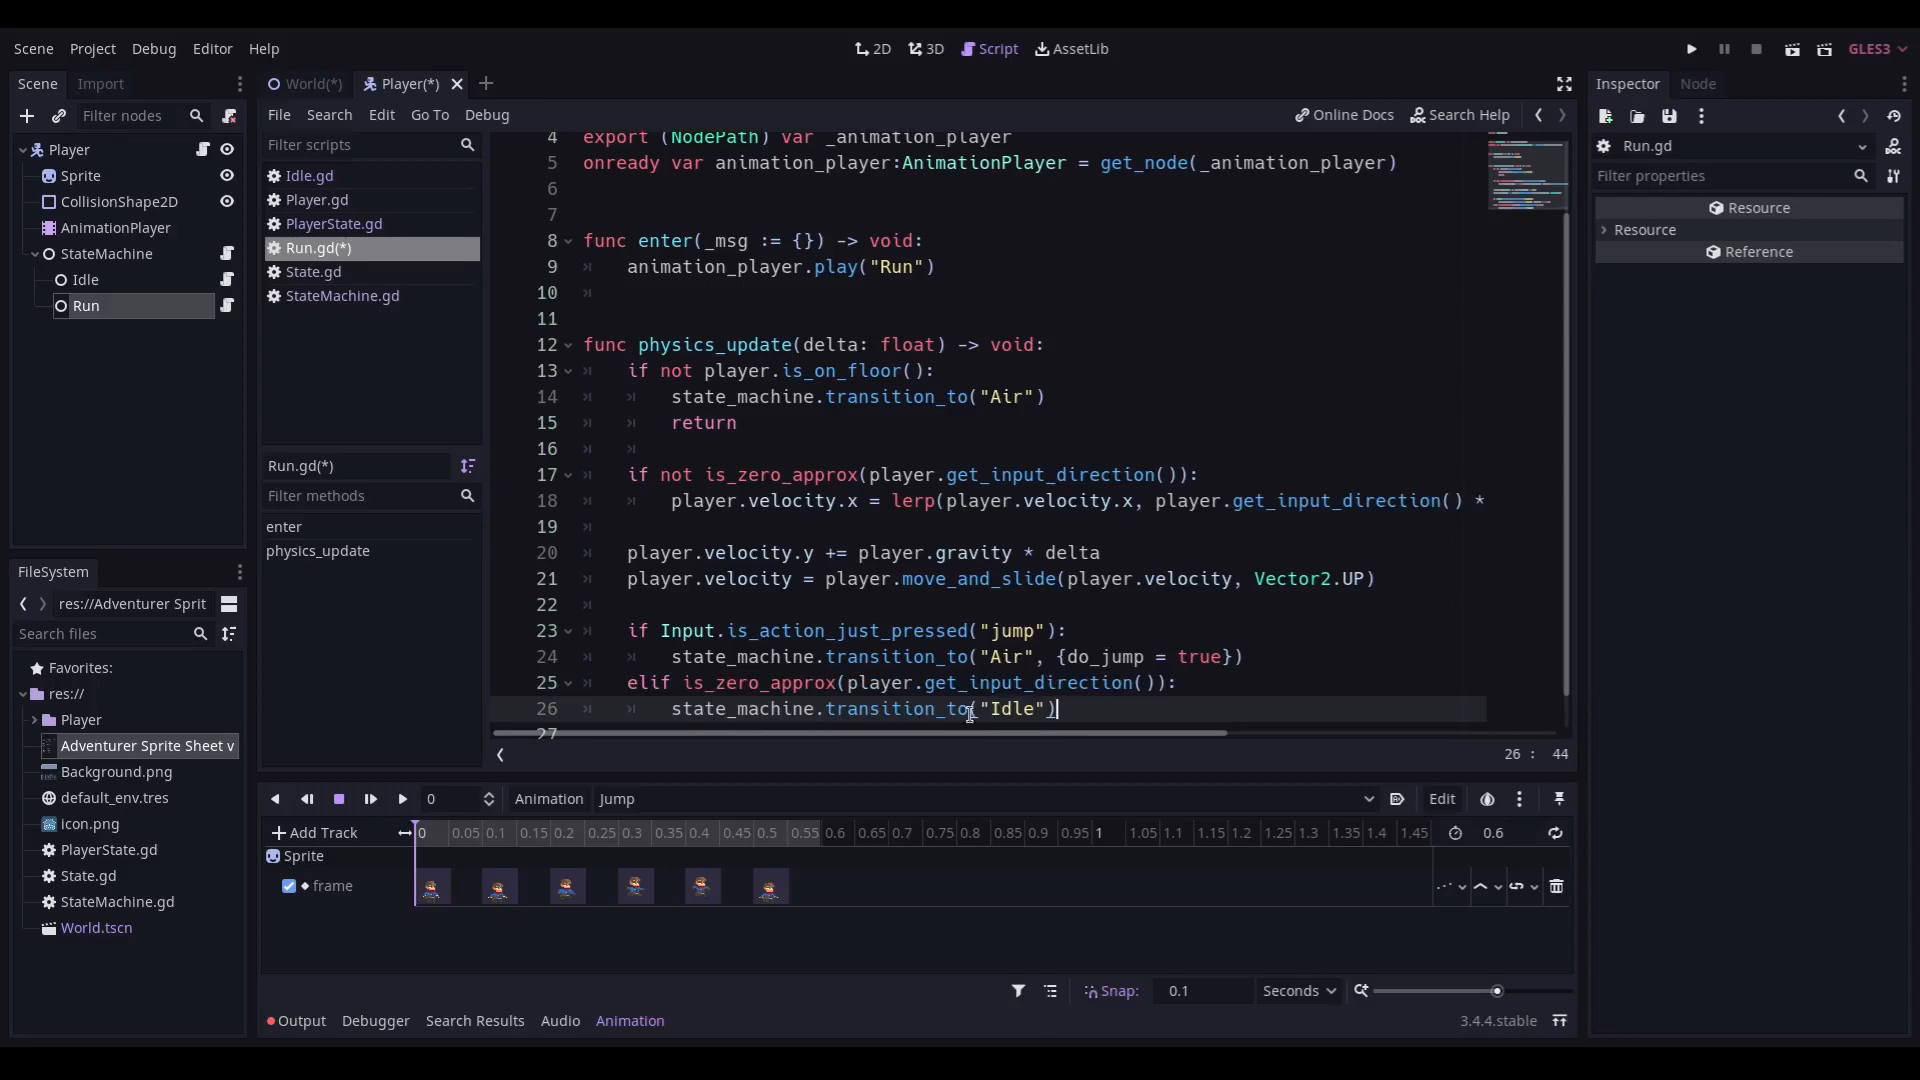 Scene Project Debug Editor Help
2D 3D Script AssetLib
GLES3
Scene Import
Filter nodes
Player
Sprite
CollisionShape2D
AnimationPlayer
StateMachine
Idle
Run
FileSystem
res://Adventurer Sprit
Search files
Favorites:
res://
Player
Adventurer Sprite Sheet v
Background.png
default_env.tres
icon.png
PlayerState.gd
State.gd
StateMachine.gd
World.tscn
World(*) Player(*)
File Search Edit Go To Debug
Online Docs Search Help
Filter scripts
Idle.gd
Player.gd
PlayerState.gd
Run.gd(*)
State.gd
StateMachine.gd
Run.gd(*)
Filter methods
enter
physics_update
4 export (NodePath) var _animation_player
5 onready var animation_player:AnimationPlayer = get_node(_animation_player)
6
7
8 func enter(_msg := {}) -> void:
9 animation_player.play("Run")
10
11
12 func physics_update(delta: float) -> void:
13 if not player.is_on_floor():
14 state_machine.transition_to("Air")
15 return
16
17 if not is_zero_approx(player.get_input_direction()):
18 player.velocity.x = lerp(player.velocity.x, player.get_input_direction() *
19
20 player.velocity.y += player.gravity * delta
21 player.velocity = player.move_and_slide(player.velocity, Vector2.UP)
22
23 if Input.is_action_just_pressed("jump"):
24 state_machine.transition_to("Air", {do_jump = true})
25 elif is_zero_approx(player.get_input_direction()):
26 state_machine.transition_to("Idle")
27
26 : 44
0 Animation Jump Edit
Add Track 0 0.05 0.1 0.15 0.2 0.25 0.3 0.35 0.4 0.45 0.5 0.55 0.6 0.65 0.7 0.75 0.8 0.85 0.9 0.95 1 1.05 1.1 1.15 1.2 1.25 1.3 1.35 1.4 1.45 0.6
Sprite
frame
Snap: 0.1 Seconds
Output Debugger Search Results Audio Animation 3.4.4.stable
Inspector Node
Run.gd
Filter properties
Resource
Resource
Reference